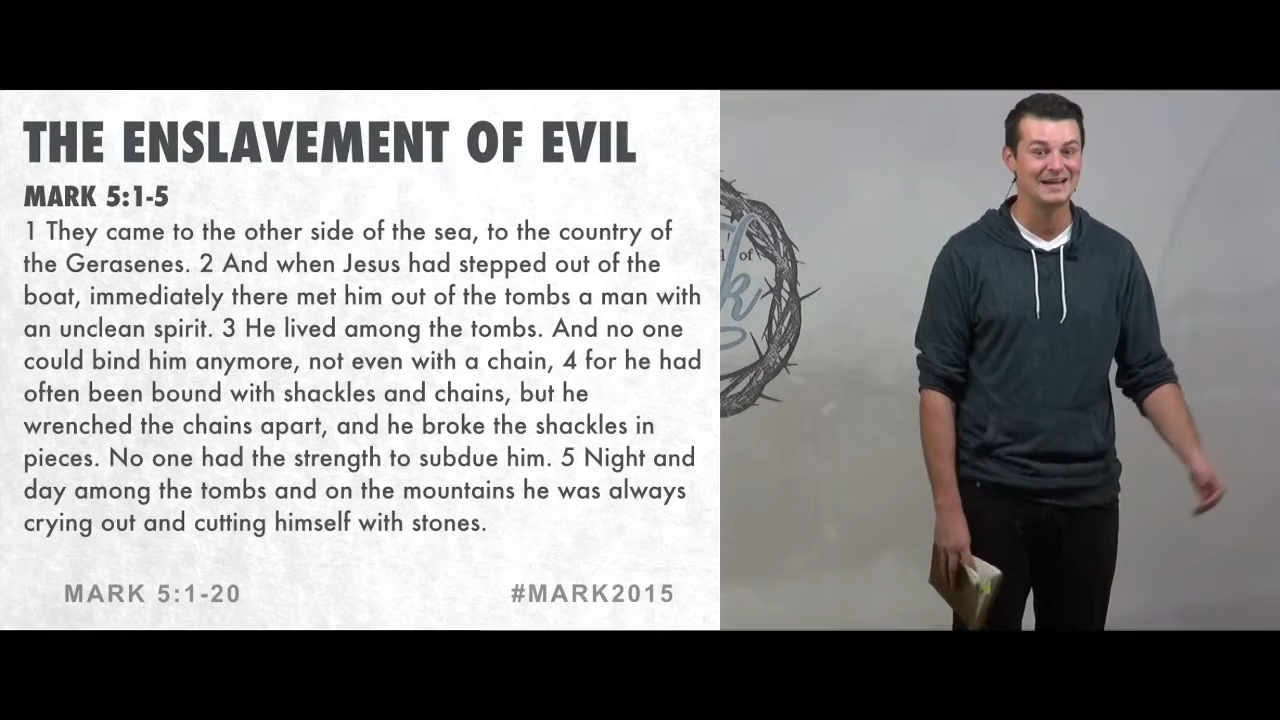 THE ENSLAVEMENT OF EVIL
MARK 5:1-5
1 They came to the other side of the sea, to the country of
the Gerasenes. 2 And when Jesus had stepped out of the
boat, immediately there met him out of the tombs a man with
an unclean spirit. 3 He lived among the tombs. And no one
could bind him anymore, not even with a chain, 4 for he had
often been bound with shackles and chains, but he
wrenched the chains apart, and he broke the shackles in
pieces. No one had the strength to subdue him. 5 Night and
day among the tombs and on the mountains he was always
crying out and cutting himself with stones.
MARK 5:1-20
#MARK2015
of